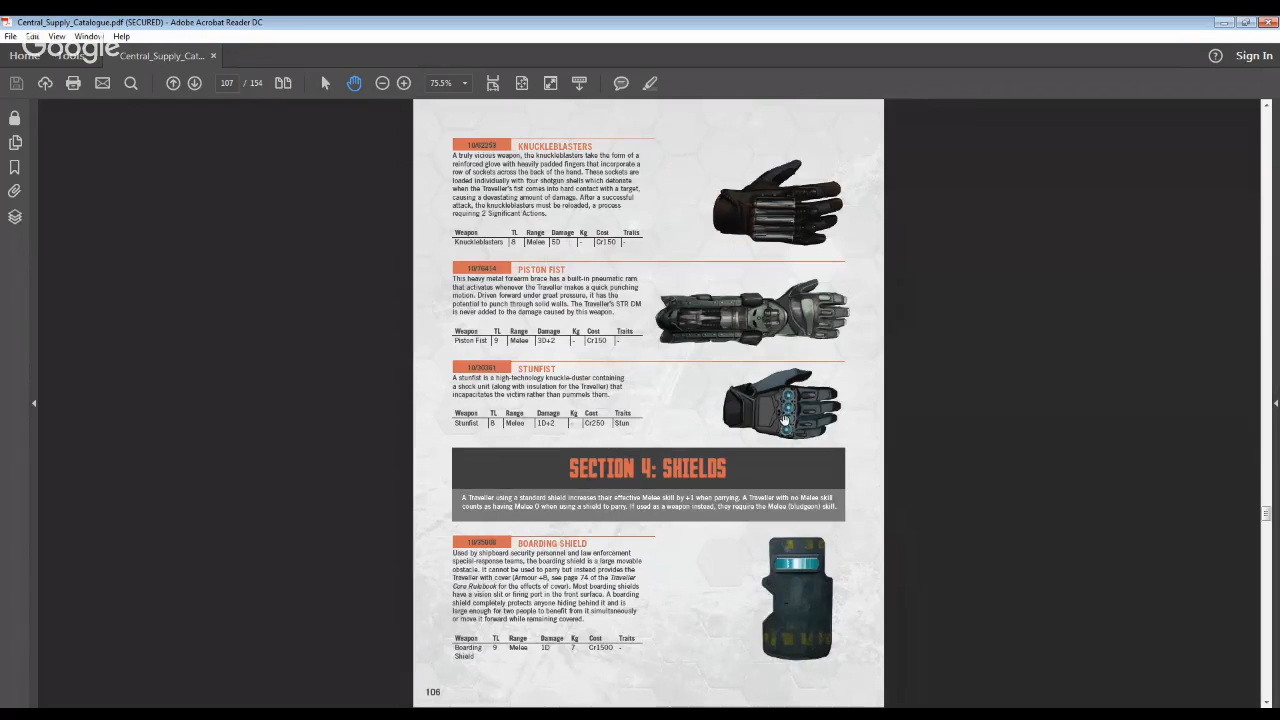 Central_Supply_Catalogue.pdf (SECURED) - Adobe Acrobat Reader DC
File Edit View Window Help
Google
Home Tools Central_Supply_Cat... × Sign In
107 / 154 75.5%
10/62253 KNUCKLEBLASTERS
A truly vicious weapon, the knuckleblasters take the form of a
reinforced glove with heavily padded fingers that incorporate a
row of sockets across the back of the hand. These sockets are
loaded individually with four shotgun shells which detonate
when the Traveller's fist comes into hard contact with a target,
causing a devastating amount of damage. After a successful
attack, the knuckleblasters must be reloaded, a process
requiring 2 Significant Actions.
Weapon TL Range Damage Kg Cost Traits
Knuckleblasters 8 Melee 5D - Cr150 -
10/76414 PISTON FIST
This heavy metal forearm brace has a built-in pneumatic ram
that activates whenever the Traveller makes a quick punching
motion. Driven forward under great pressure, it has the
potential to punch through solid walls. The Traveller's STR DM
is never added to the damage caused by this weapon.
Weapon TL Range Damage Kg Cost Traits
Piston Fist 9 Melee 3D+2 - Cr150 -
10/30361 STUNFIST
A stunfist is a high-technology knuckle-duster containing
a shock unit (along with insulation for the Traveller) that
incapacitates the victim rather than pummels them.
Weapon TL Range Damage Kg Cost Traits
Stunfist 8 Melee 1D+2 - Cr250 Stun
SECTION 4: SHIELDS
A Traveller using a standard shield increases their effective Melee skill by +1 when parrying. A Traveller with no Melee skill
counts as having Melee 0 when using a shield to parry. If used as a weapon instead, they require the Melee (bludgeon) skill.
BOARDING SHIELD
Used by shipboard security personnel and law enforcement
special-response teams, the boarding shield is a large movable
obstacle. It cannot be used to parry but instead provides the
Traveller with cover (Armour +8, see page 74 of the Traveller
Core Rulebook for the effects of cover). Most boarding shields
have a vision slit or firing port in the front surface. A boarding
shield completely protects anyone hiding behind it and is
large enough for two people to benefit from it simultaneously
or move it forward while remaining covered.
Weapon TL Range Damage Kg Cost Traits
Boarding 9 Melee 1D 7 Cr1500 -
Shield
106